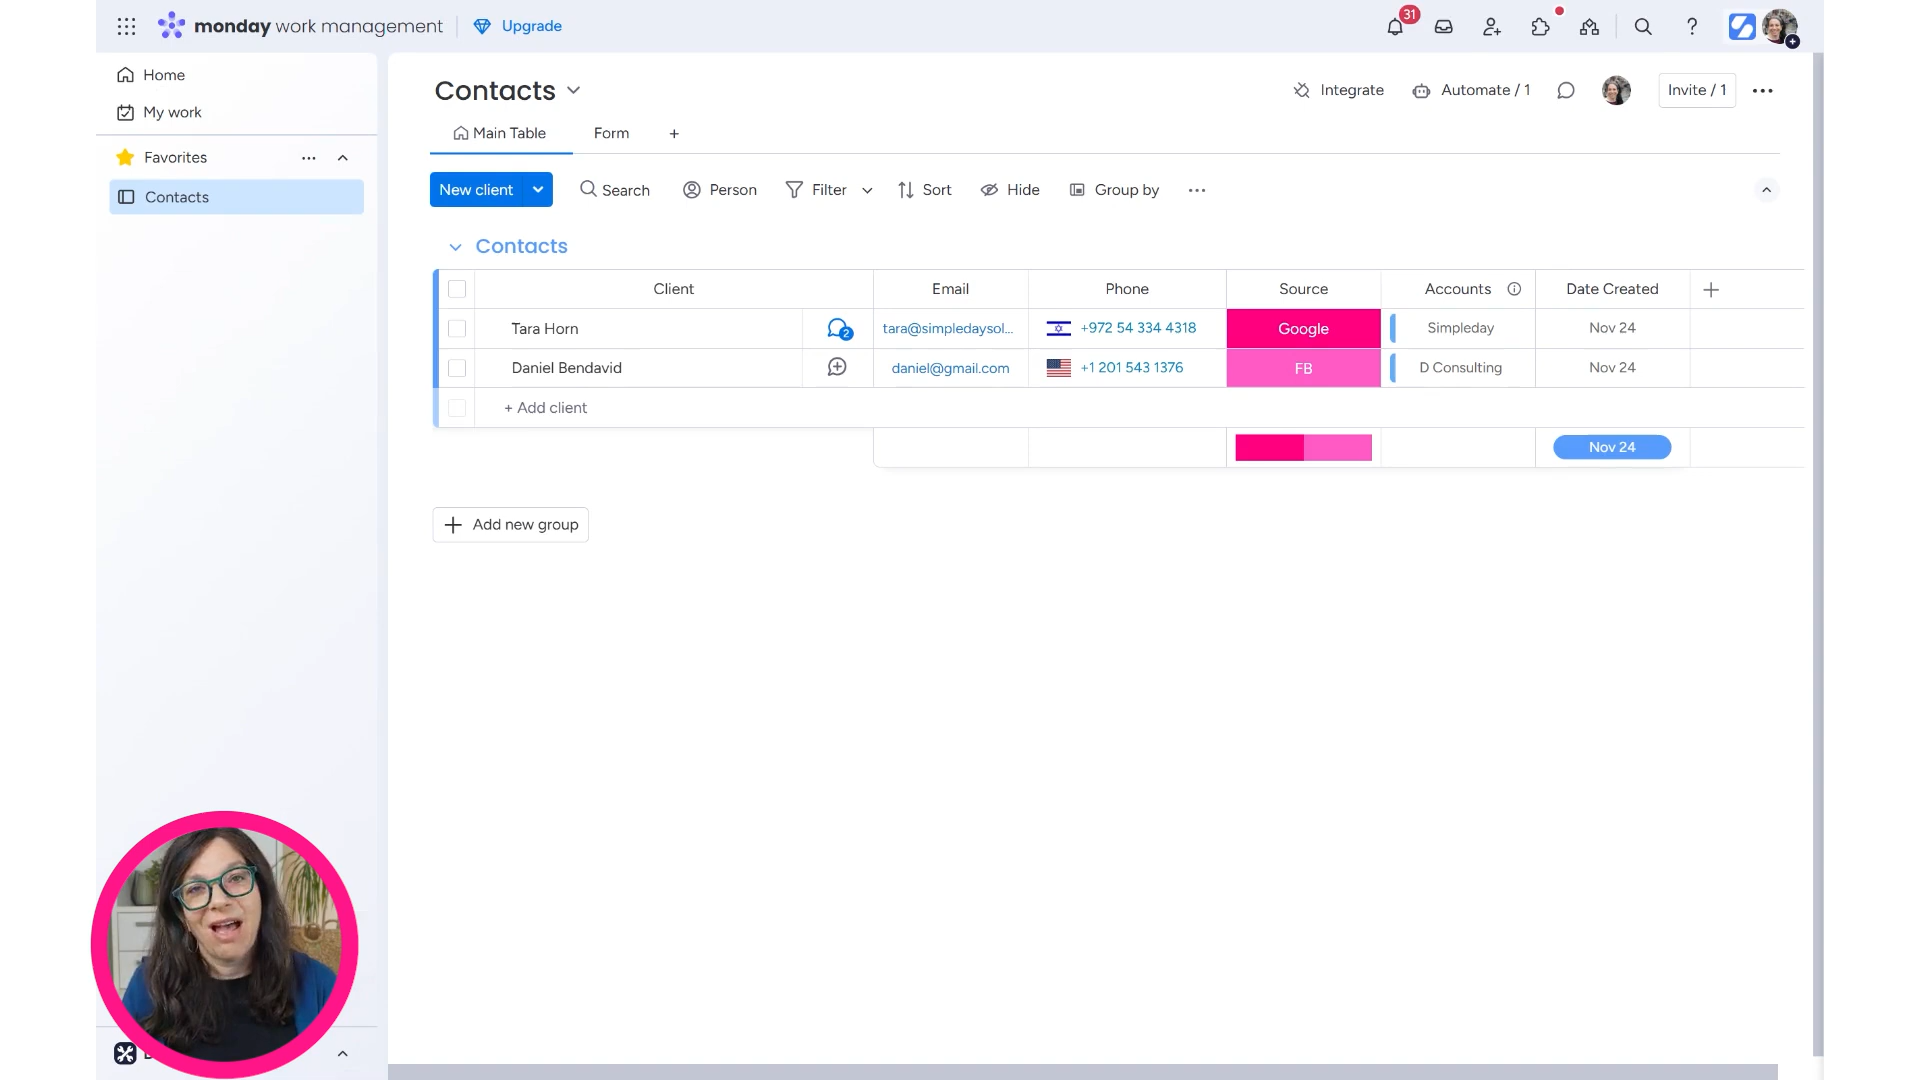 monday work management
Upgrade
31
Home
My work
Favorites
Contacts
Contacts
Integrate
Automate / 1
Invite / 1
Main Table
Form
+
New client
Search
Person
Filter
Sort
Hide
Group by
Contacts
Client Email Phone Source Accounts Date Created
Tara Horn 2 tara@simpledaysol... +972 54 334 4318 Google Simpleday Nov 24
Daniel Bendavid daniel@gmail.com +1 201 543 1376 FB D Consulting Nov 24
+ Add client
Nov 24
+ Add new group